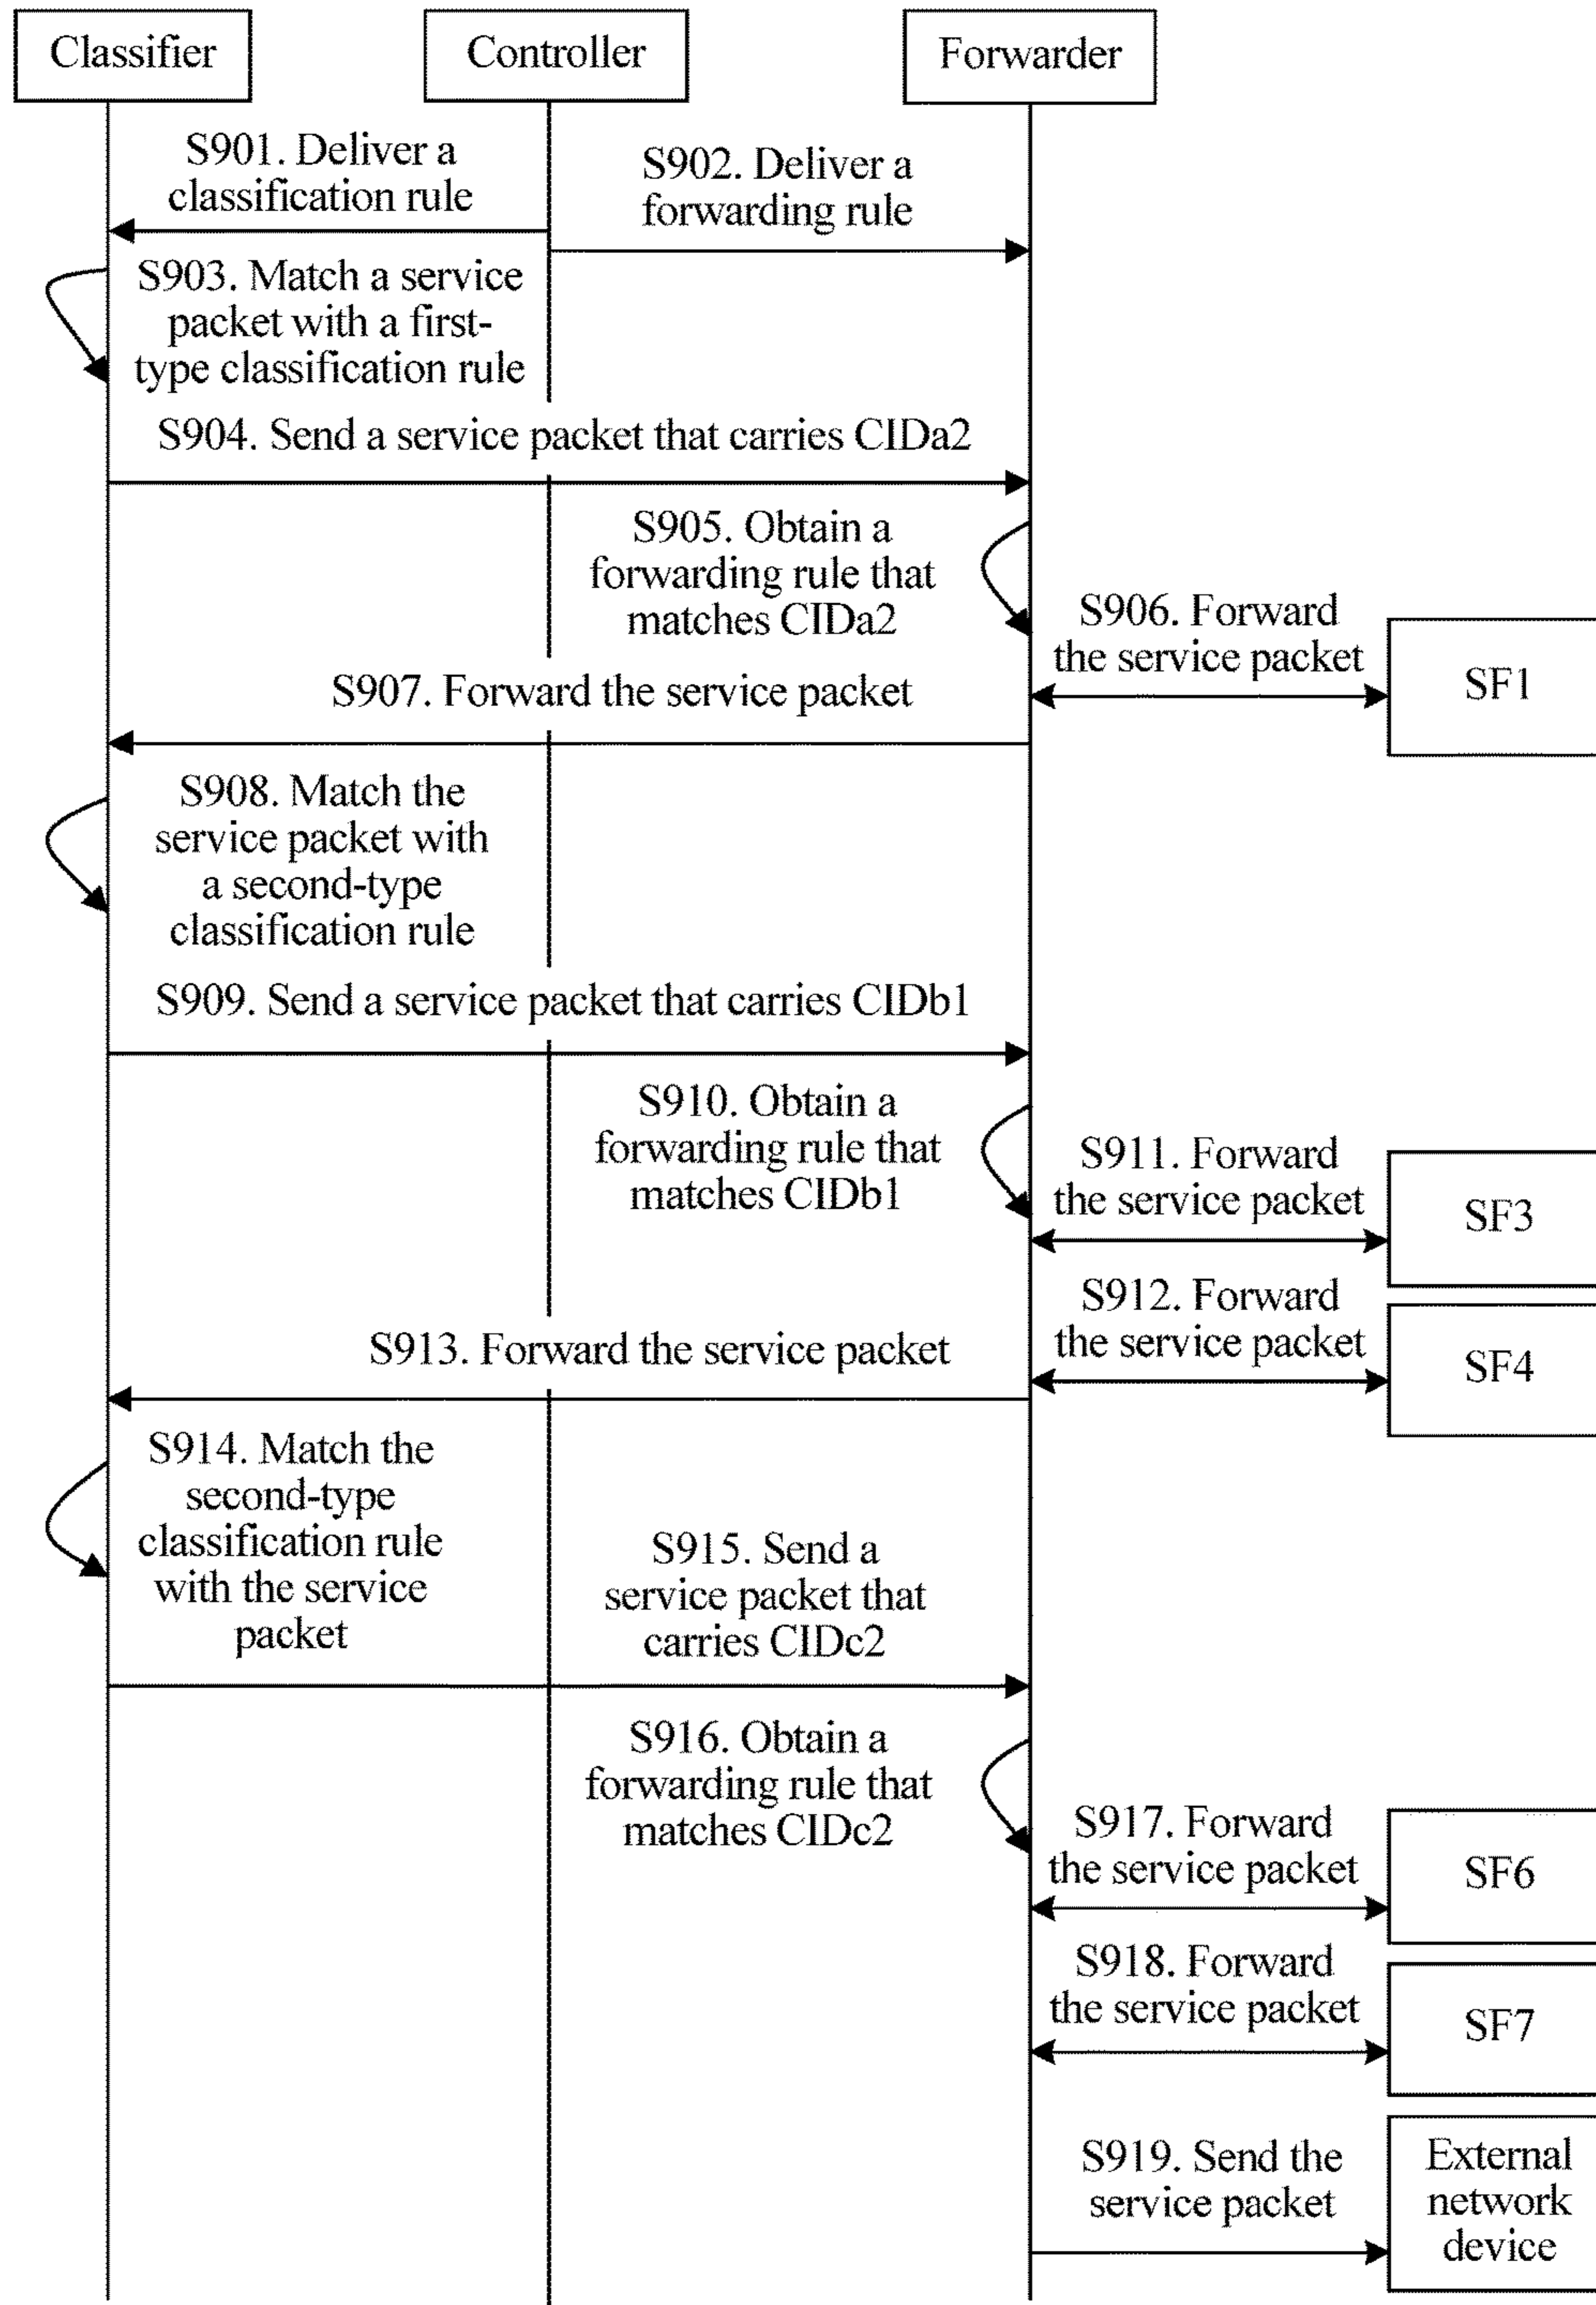 Classifier
Controller
Forwarder
S901. Deliver a
classification rule
S902. Deliver a
forwarding rule
S903. Match a service
packet with a first-
type classification rule
S904. Send a service packet that carries CIDa2
S905. Obtain a
forwarding rule that
matches CIDa2
S906. Forward
the service packet
SF1
S907. Forward the service packet
S908. Match the
service packet with
a second-type
classification rule
S909. Send a service packet that carries CIDb1
S910. Obtain a
forwarding rule that
matches CIDb1
S911. Forward
the service packet
SF3
S912. Forward
the service packet
SF4
S913. Forward the service packet
S914. Match the
second-type
classification rule
with the service
packet
S915. Send a
service packet that
carries CIDc2
S916. Obtain a
forwarding rule that
matches CIDc2
S917. Forward
the service packet
SF6
S918. Forward
the service packet
SF7
S919. Send the
service packet
External
network
device